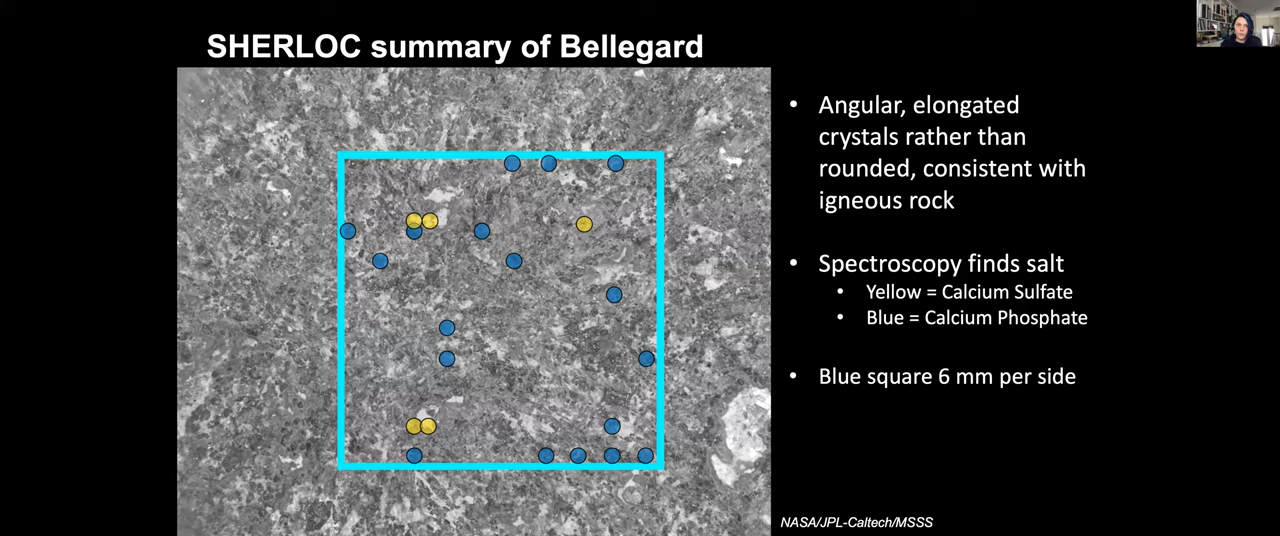 SHERLOC summary of Bellegard
• Angular, elongated
crystals rather than
rounded, consistent with
igneous rock
• Spectroscopy finds salt
• Yellow = Calcium Sulfate
• Blue = Calcium Phosphate
• Blue square 6 mm per side
NASA/JPL-Caltech/MSSS